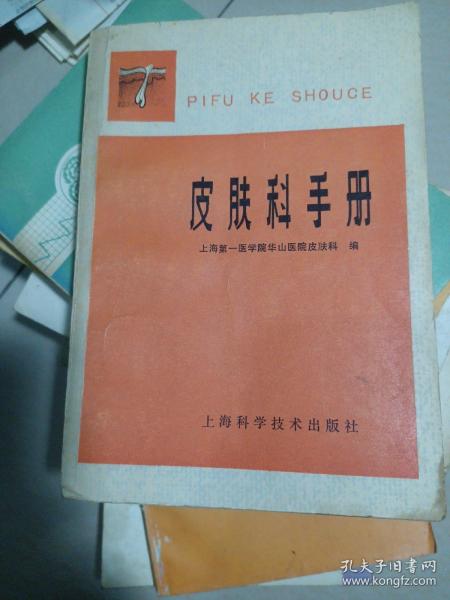 PIFU KE SHOUCE
皮肤科手册
上海第一医学院华山医院皮肤科 编
上海科学技术出版社
孔夫子旧书网
www.kongfz.com